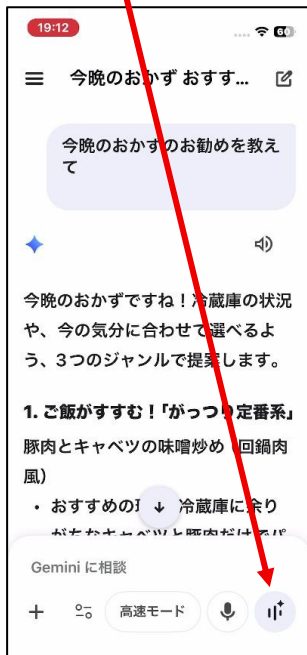 19:12
60
今晩のおかず おすす...
今晩のおかずのお勧めを教え
て
今晩のおかずですね！冷蔵庫の状況
や、今の気分に合わせて選べるよ
う、3つのジャンルで提案します。
1. ご飯がすすむ！「がっつり定番系」
豚肉とキャベツの味噌炒め（回鍋肉
風）
• おすすめの 冷蔵庫に余り
がちなキャベツと豚肉だけでパ
Gemini に相談
高速モード